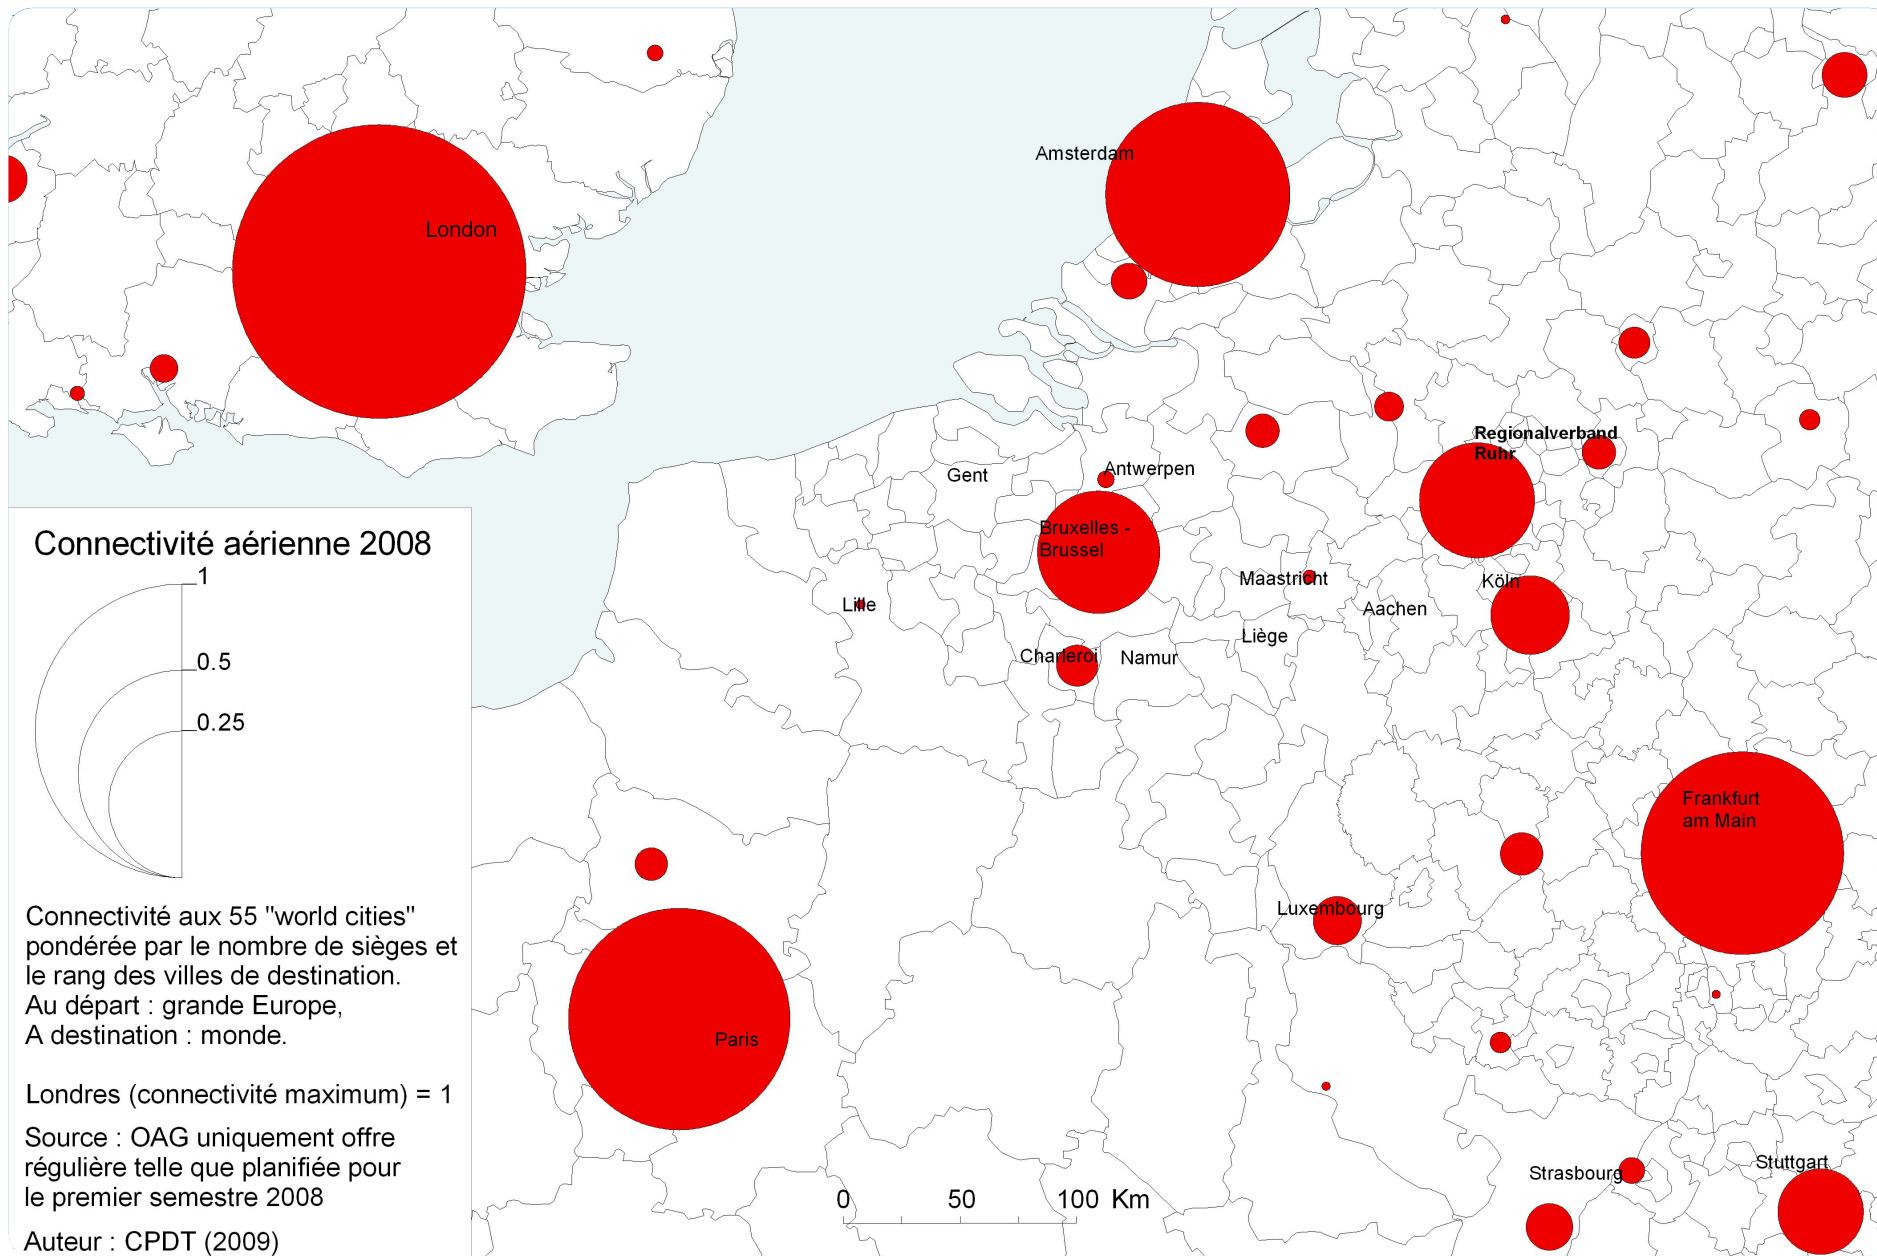 Amsterdam
London
Regionalverband
Ruhr
Gent
Antwerpen
Bruxelles -
Brussel
Maastricht
Köln
Lille
Aachen
Liège
Charleroi
Namur
Frankfurt
am Main
Luxembourg
Paris
Strasbourg
Stuttgart
0 50 100 Km
Connectivité aérienne 2008
1
0.5
0.25
Connectivité aux 55 "world cities"
pondérée par le nombre de sièges et
le rang des villes de destination.
Au départ : grande Europe,
A destination : monde.
Londres (connectivité maximum) = 1
Source : OAG uniquement offre
régulière telle que planifiée pour
le premier semestre 2008
Auteur : CPDT (2009)